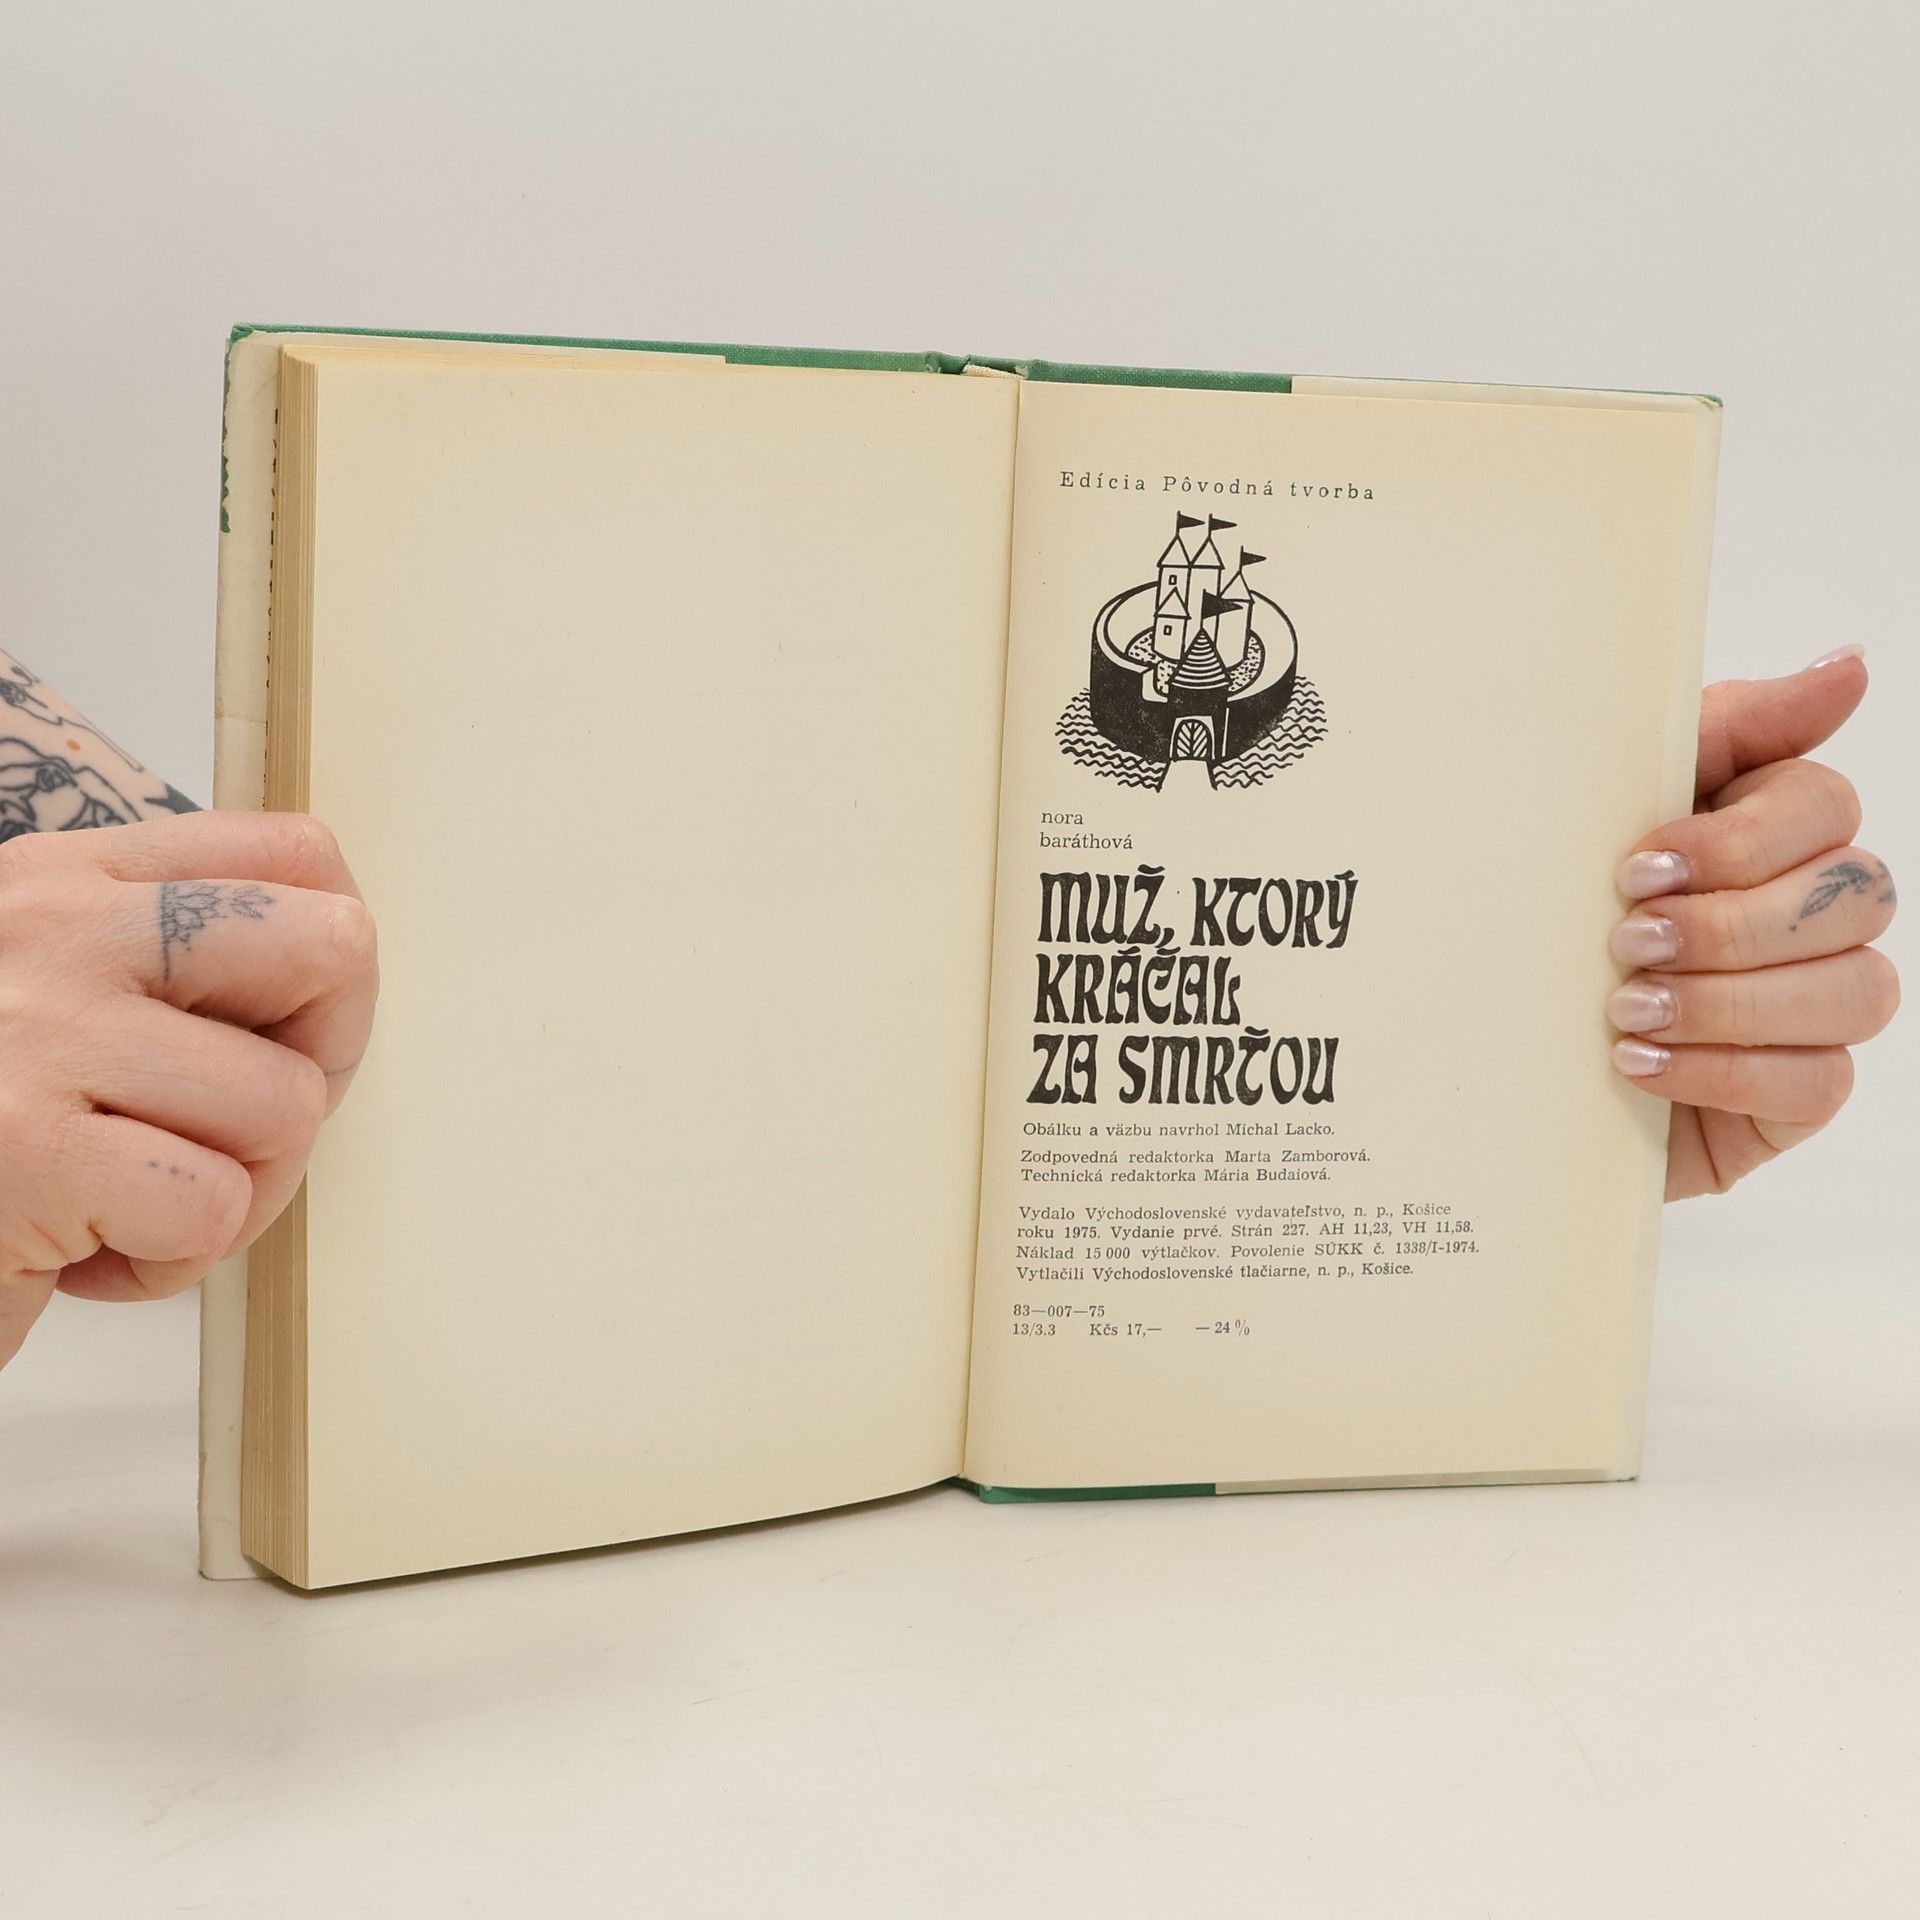 Edícia Pôvodná tvorba
nora
baráthová
MUŽ, KTORÝ
KRÁČAL
ZA SMRŤOU
Obálku a väzbu navrhol Michal Lacko.
Zodpovedná redaktorka Marta Zamborová.
Technická redaktorka Mária Budaiová.
Vydalo Východoslovenské vydavateľstvo, n. p., Košice
roku 1975. Vydanie prvé. Strán 227. AH 11,23, VH 11,58.
Náklad 15 000 výtlačkov. Povolenie SÚKK č. 1338/I-1974.
Vytlačili Východoslovenské tlačiarne, n. p., Košice.
83—007—75
13/3.3 Kčs 17,— — 24 %